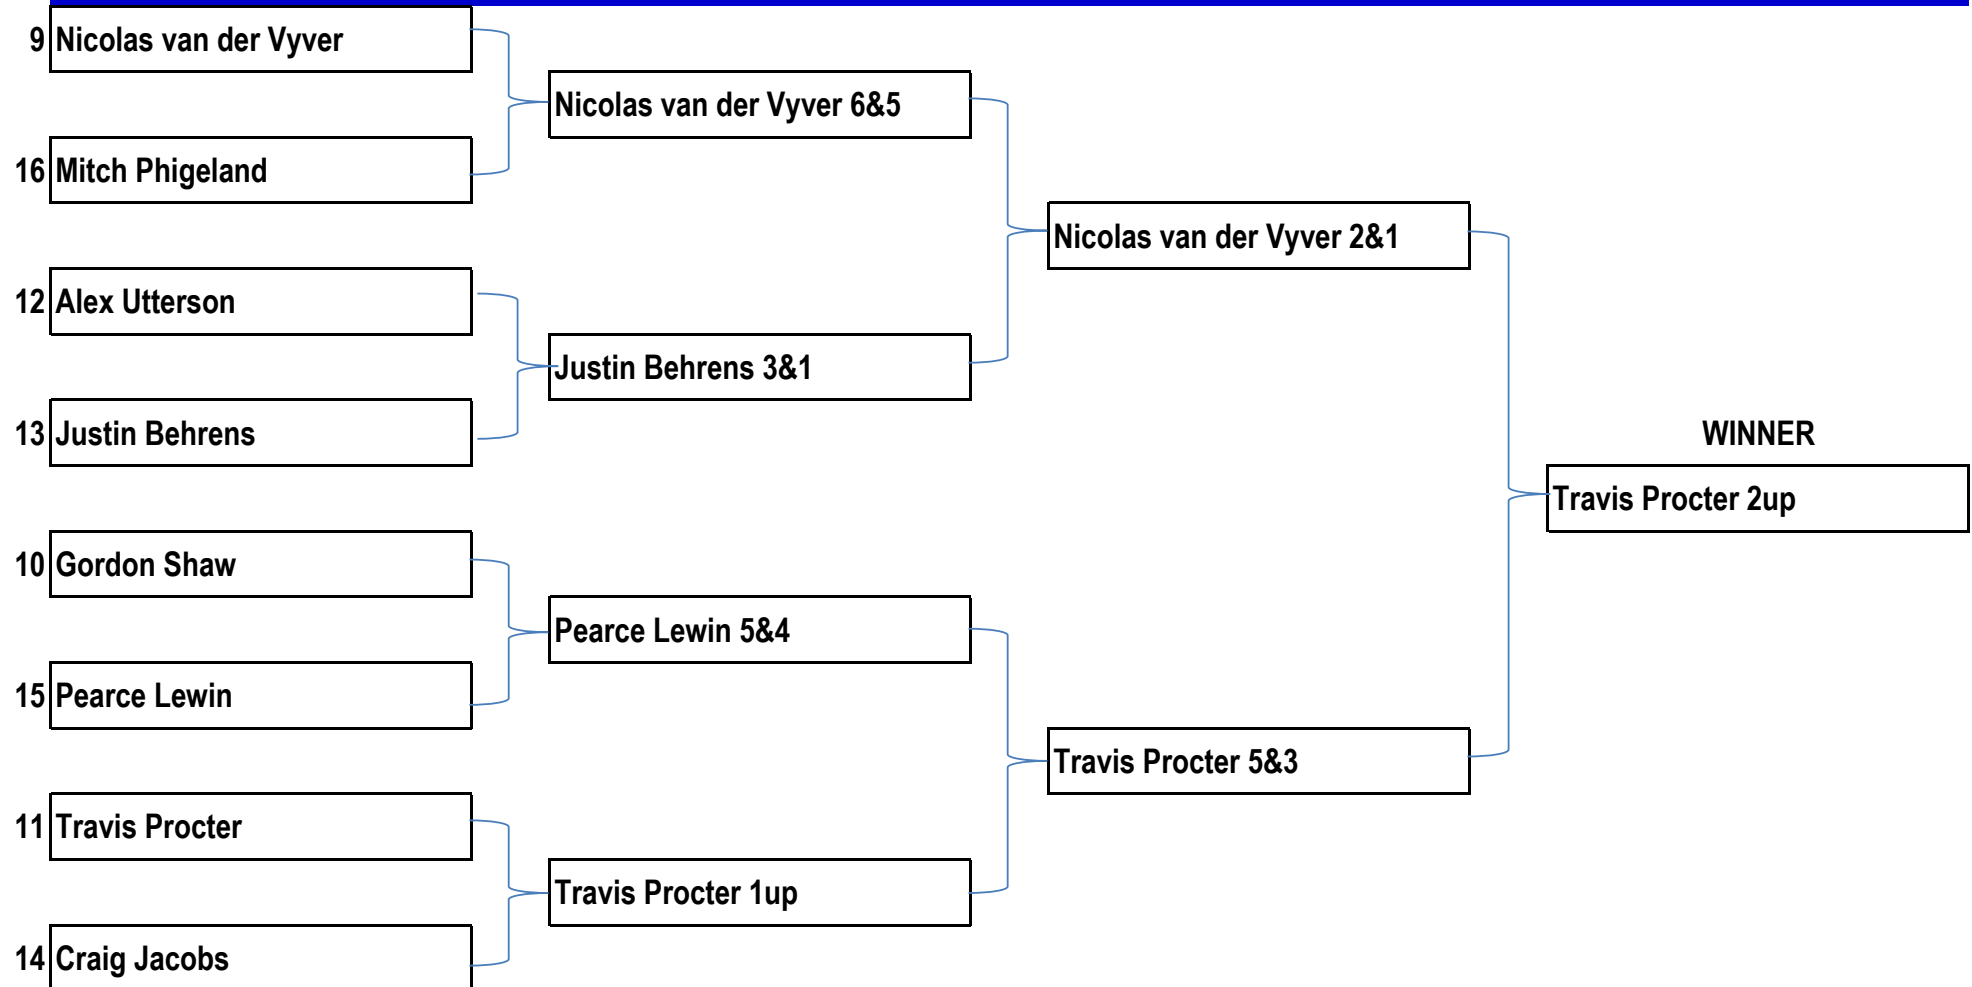 9 Nicolas van der Vyver
Nicolas van der Vyver 6&5
16 Mitch Phigeland
Nicolas van der Vyver 2&1
12 Alex Utterson
Justin Behrens 3&1
13 Justin Behrens
WINNER
Travis Procter 2up
10 Gordon Shaw
Pearce Lewin 5&4
15 Pearce Lewin
Travis Procter 5&3
11 Travis Procter
Travis Procter 1up
14 Craig Jacobs